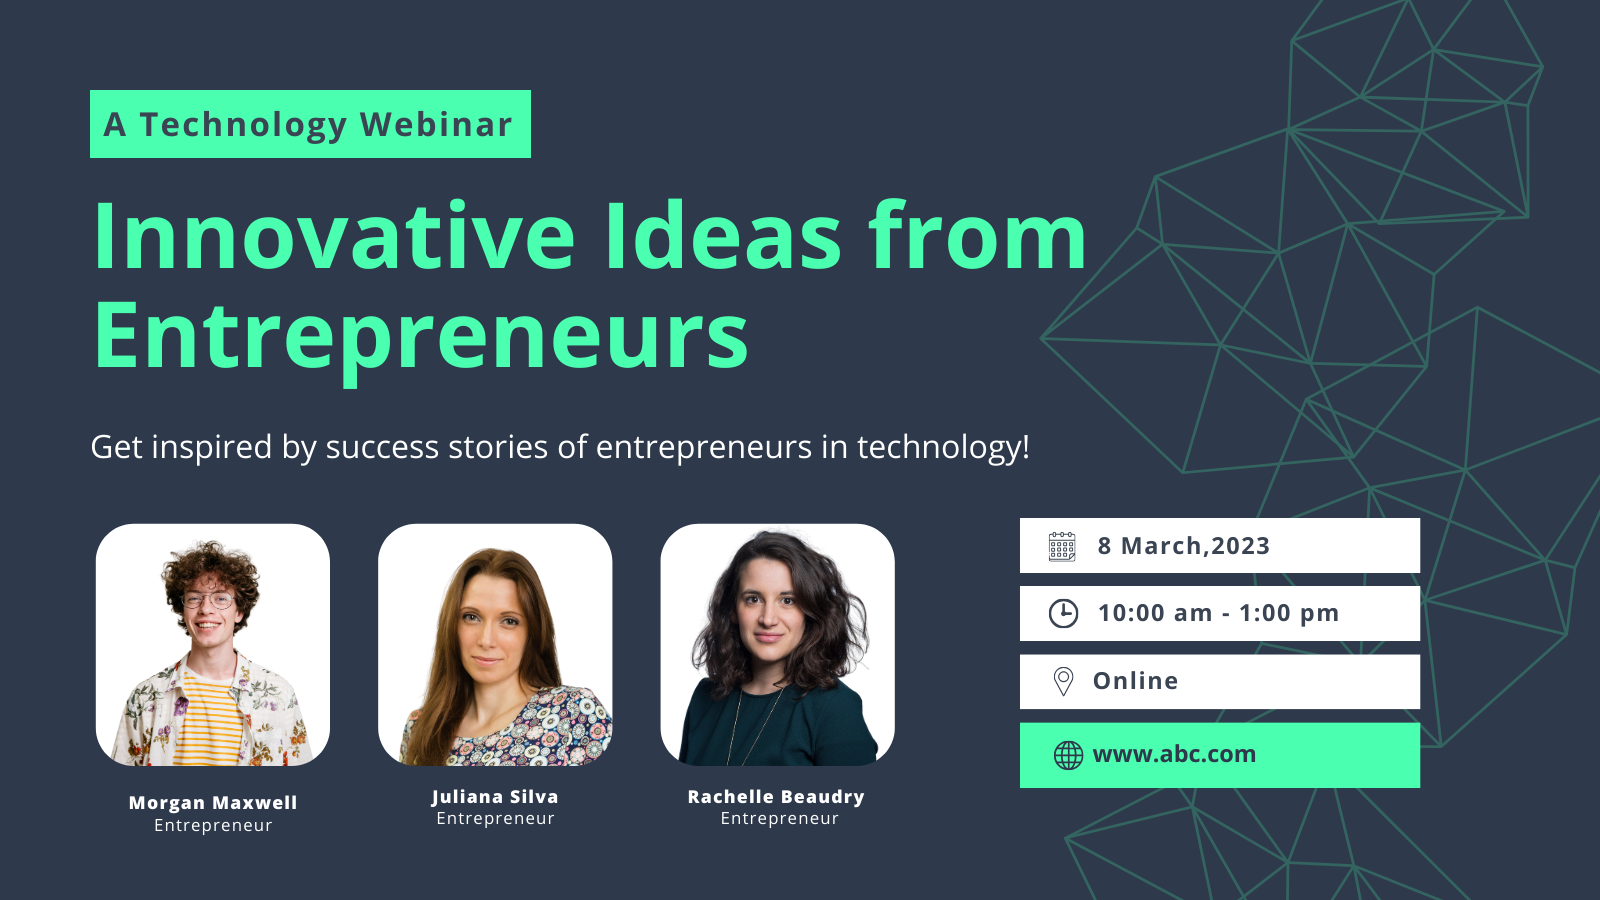 A Technology Webinar
Innovative Ideas from
Entrepreneurs
Get inspired by success stories of entrepreneurs in technology!
Morgan Maxwell
Entrepreneur
Juliana Silva
Entrepreneur
Rachelle Beaudry
Entrepreneur
8 March,2023
10:00 am - 1:00 pm
Online
www.abc.com